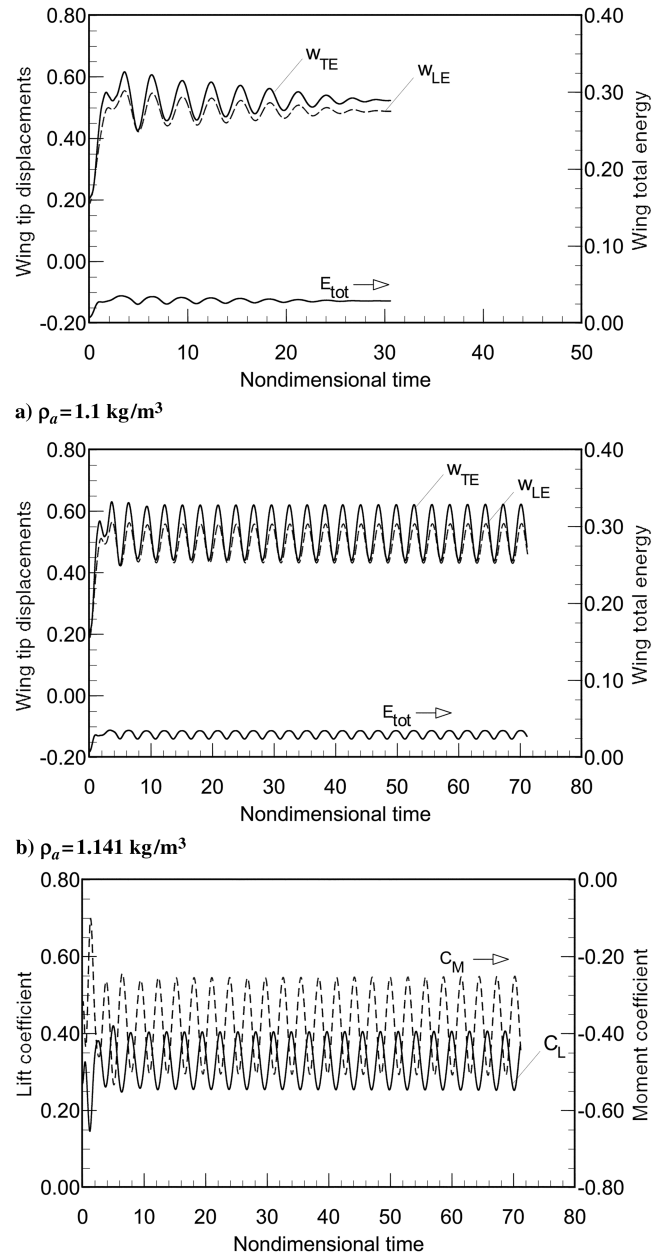 0.80
0.60
0.40
0.20
0.00
-0.20
Wing tip displacements
w_TE
w_LE
E_tot
0.40
0.30
0.20
0.10
0.00
Wing total energy
0 10 20 30 40 50
Nondimensional time
a) ρa=1.1 kg/m³
0.80
0.60
0.40
0.20
0.00
-0.20
Wing tip displacements
w_TE
w_LE
E_tot
0.40
0.30
0.20
0.10
0.00
Wing total energy
0 10 20 30 40 50 60 70 80
Nondimensional time
b) ρa=1.141 kg/m³
0.80
0.60
0.40
0.20
0.00
Lift coefficient
C_M
C_L
0.00
-0.20
-0.40
-0.60
-0.80
Moment coefficient
0 10 20 30 40 50 60 70 80
Nondimensional time